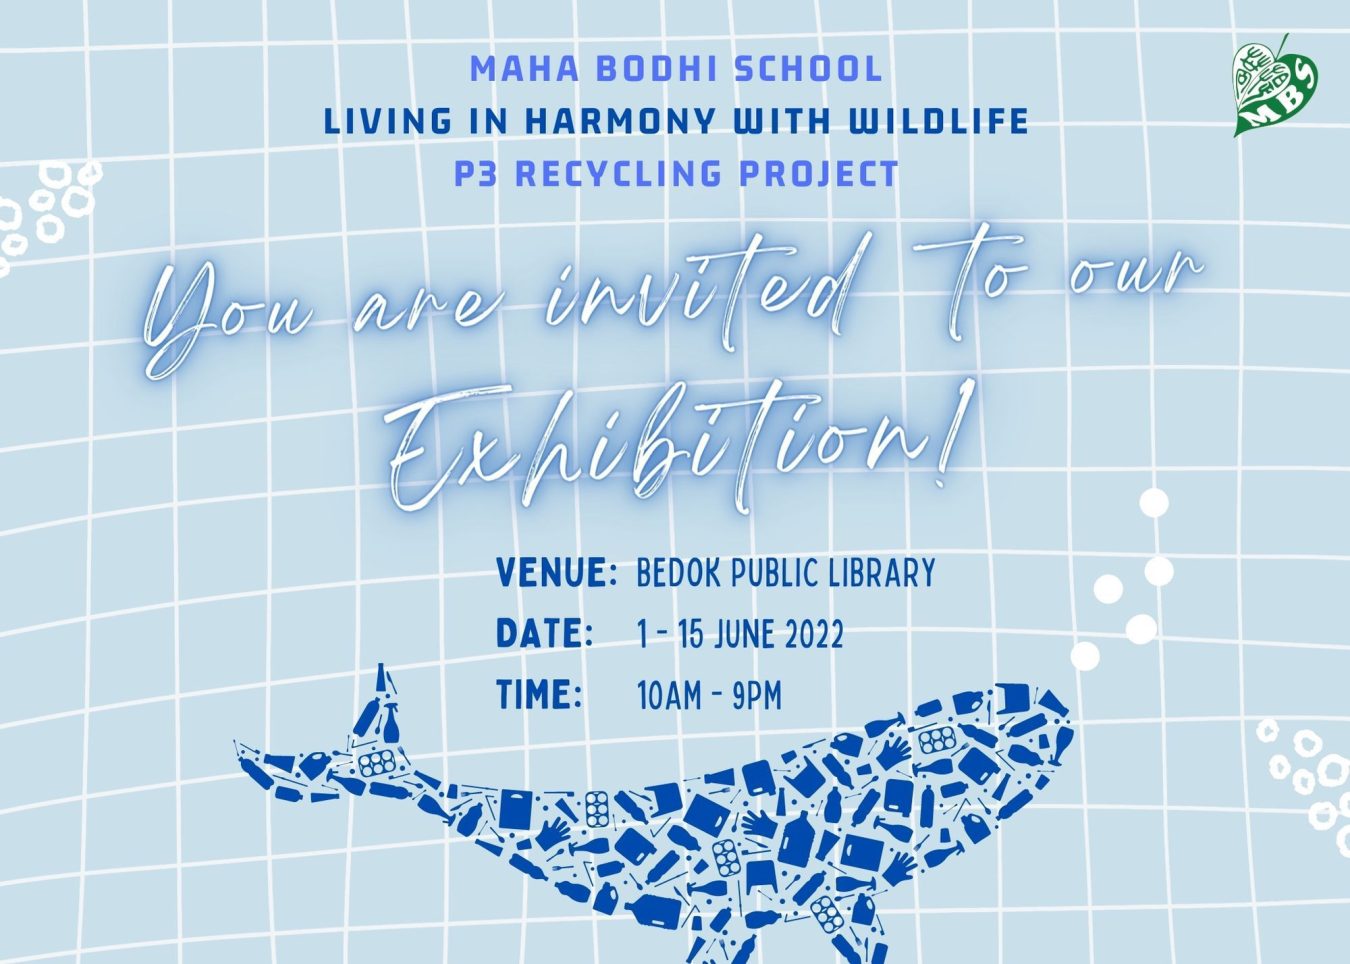 MAHA BODHI SCHOOL
LIVING IN HARMONY WITH WILDLIFE
P3 RECYCLING PROJECT
MBS
You are invited to our
Exhibition!
VENUE: BEDOK PUBLIC LIBRARY
DATE: 1 - 15 JUNE 2022
TIME: 10AM - 9PM